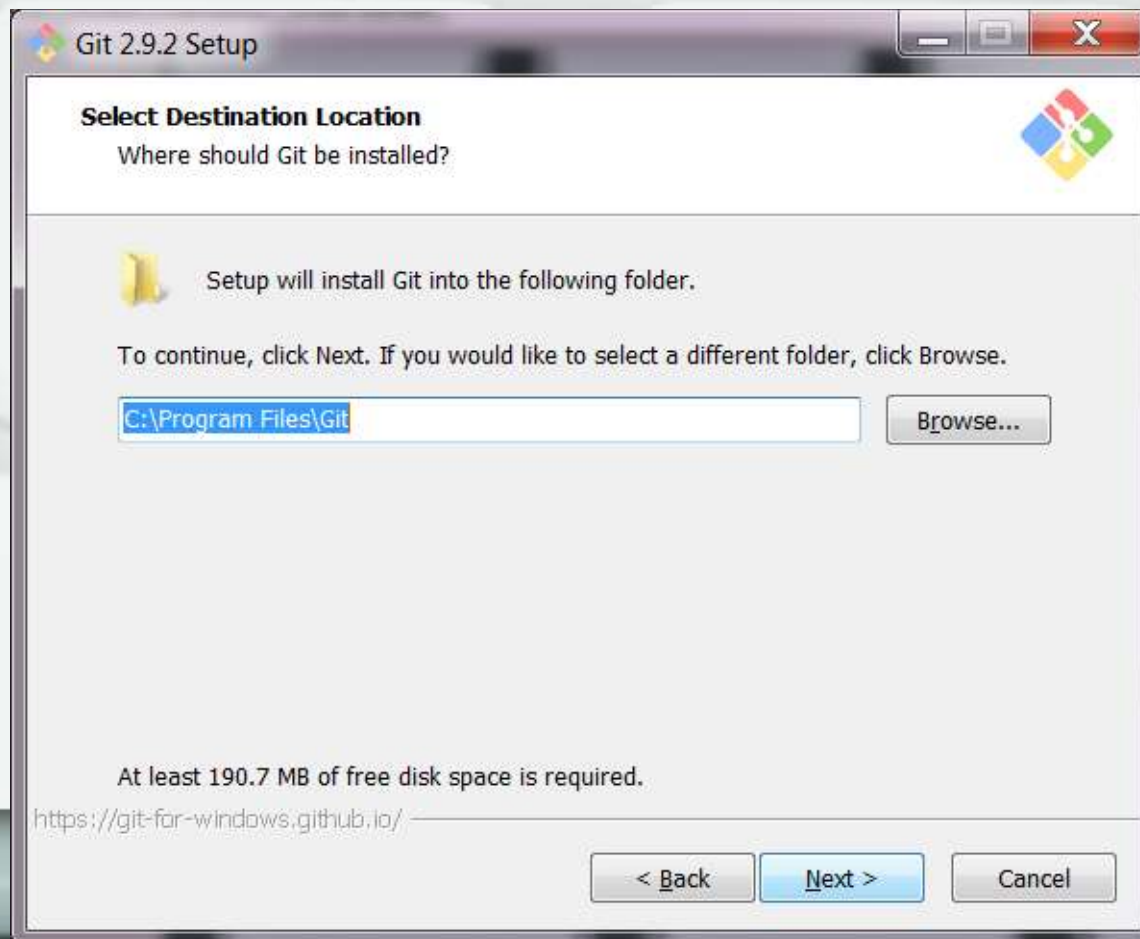 Git 2.9.2 Setup
Select Destination Location
Where should Git be installed?
Setup will install Git into the following folder.
To continue, click Next. If you would like to select a different folder, click Browse.
C:\Program Files\Git
Browse...
At least 190.7 MB of free disk space is required.
https://git-for-windows.github.io/
< Back
Next >
Cancel